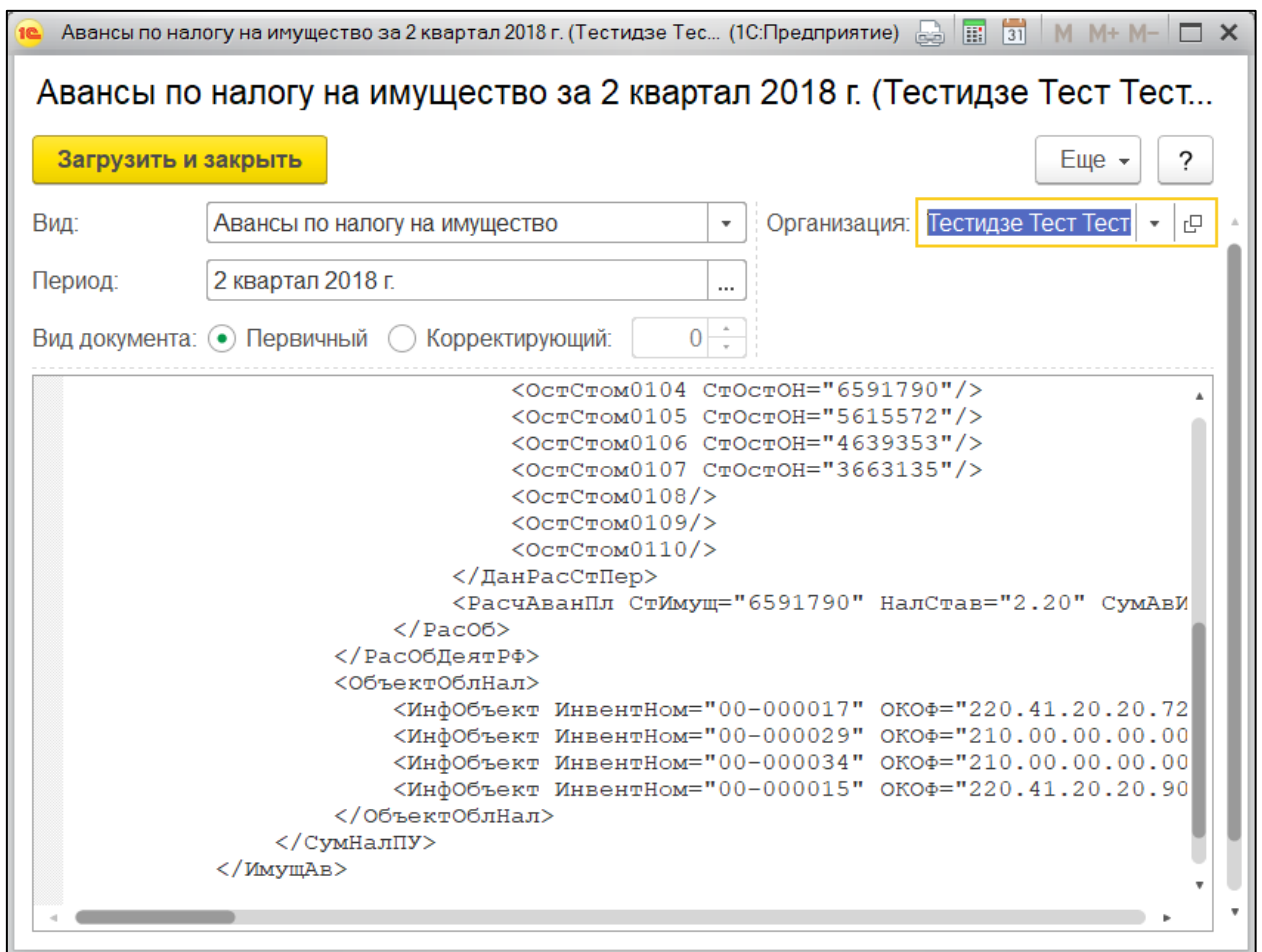 1С Авансы по налогу на имущество за 2 квартал 2018 г. (Тестидзе Тес... (1С:Предприятие) 31 M M+ M-
Авансы по налогу на имущество за 2 квартал 2018 г. (Тестидзе Тест Тест...
Загрузить и закрыть Еще ?
Вид: Авансы по налогу на имущество Организация: Тестидзе Тест Тест
Период: 2 квартал 2018 г. ...
Вид документа: Первичный Корректирующий: 0
<ОстСтом0104 СтОстОН="6591790"/>
<ОстСтом0105 СтОстОН="5615572"/>
<ОстСтом0106 СтОстОН="4639353"/>
<ОстСтом0107 СтОстОН="3663135"/>
<ОстСтом0108/>
<ОстСтом0109/>
<ОстСтом0110/>
</ДанРасСтПер>
<РасчАванПл СтИмущ="6591790" НалСтав="2.20" СумАвИ
</РасОб>
</РасОбДеятРФ>
<ОбъектОблНал>
<ИнфОбъект ИнвентНом="00-000017" ОКОФ="220.41.20.20.72
<ИнфОбъект ИнвентНом="00-000029" ОКОФ="210.00.00.00.00
<ИнфОбъект ИнвентНом="00-000034" ОКОФ="210.00.00.00.00
<ИнфОбъект ИнвентНом="00-000015" ОКОФ="220.41.20.20.90
</ОбъектОблНал>
</СумНалПУ>
</ИмущАв>